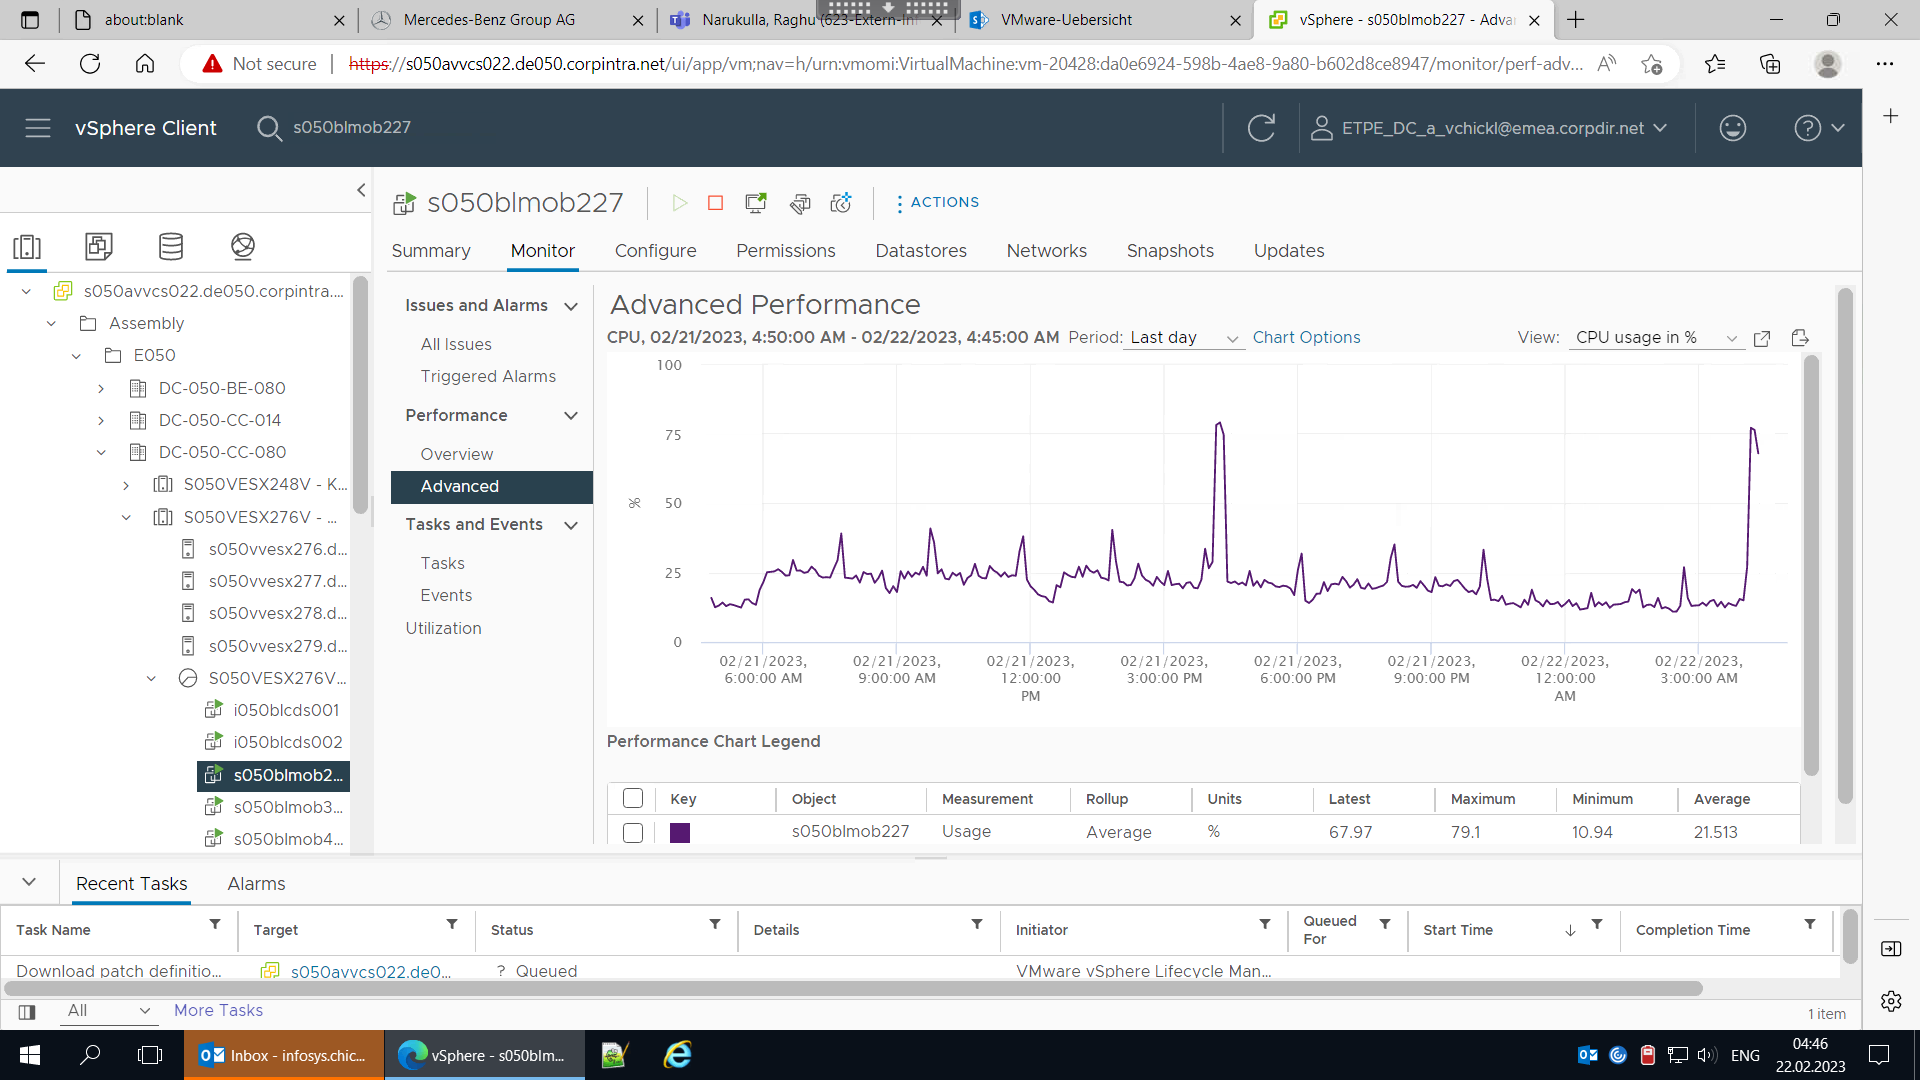 about:blank
Mercedes-Benz Group AG
Narukulla, Raghu (623-Extern-Inf
VMware-Uebersicht
vSphere - s050blmob227 - Adva
Not secure
https://s050avvcs022.de050.corpintra.net/ui/app/vm;nav=h/urn:vmomi:VirtualMachine:vm-20428:da0e6924-598b-4ae8-9a80-b602d8ce8947/monitor/perf-adv...
vSphere Client
s050blmob227
ETPE_DC_a_vchickl@emea.corpdir.net
s050avvcs022.de050.corpintra....
Assembly
E050
DC-050-BE-080
DC-050-CC-014
DC-050-CC-080
S050VESX248V - K...
S050VESX276V - ...
s050vvesx276.d...
s050vvesx277.d...
s050vvesx278.d...
s050vvesx279.d...
S050VESX276V...
i050blcds001
i050blcds002
s050blmob2...
s050blmob3...
s050blmob4...
s050blmob227
ACTIONS
Summary
Monitor
Configure
Permissions
Datastores
Networks
Snapshots
Updates
Issues and Alarms
All Issues
Triggered Alarms
Performance
Overview
Advanced
Tasks and Events
Tasks
Events
Utilization
Advanced Performance
CPU, 02/21/2023, 4:50:00 AM - 02/22/2023, 4:45:00 AM
Period: Last day
Chart Options
View: CPU usage in %
100
75
50
25
0
%
02/21/2023, 6:00:00 AM
02/21/2023, 9:00:00 AM
02/21/2023, 12:00:00 PM
02/21/2023, 3:00:00 PM
02/21/2023, 6:00:00 PM
02/21/2023, 9:00:00 PM
02/22/2023, 12:00:00 AM
02/22/2023, 3:00:00 AM
Performance Chart Legend
Key Object Measurement Rollup Units Latest Maximum Minimum Average
s050blmob227 Usage Average % 67.97 79.1 10.94 21.513
Recent Tasks
Alarms
Task Name Target Status Details Initiator Queued For Start Time Completion Time
Download patch definitio... s050avvcs022.de0... ? Queued VMware vSphere Lifecycle Man...
All
More Tasks
1 item
Inbox - infosys.chic...
vSphere - s050blm...
ENG
04:46
22.02.2023